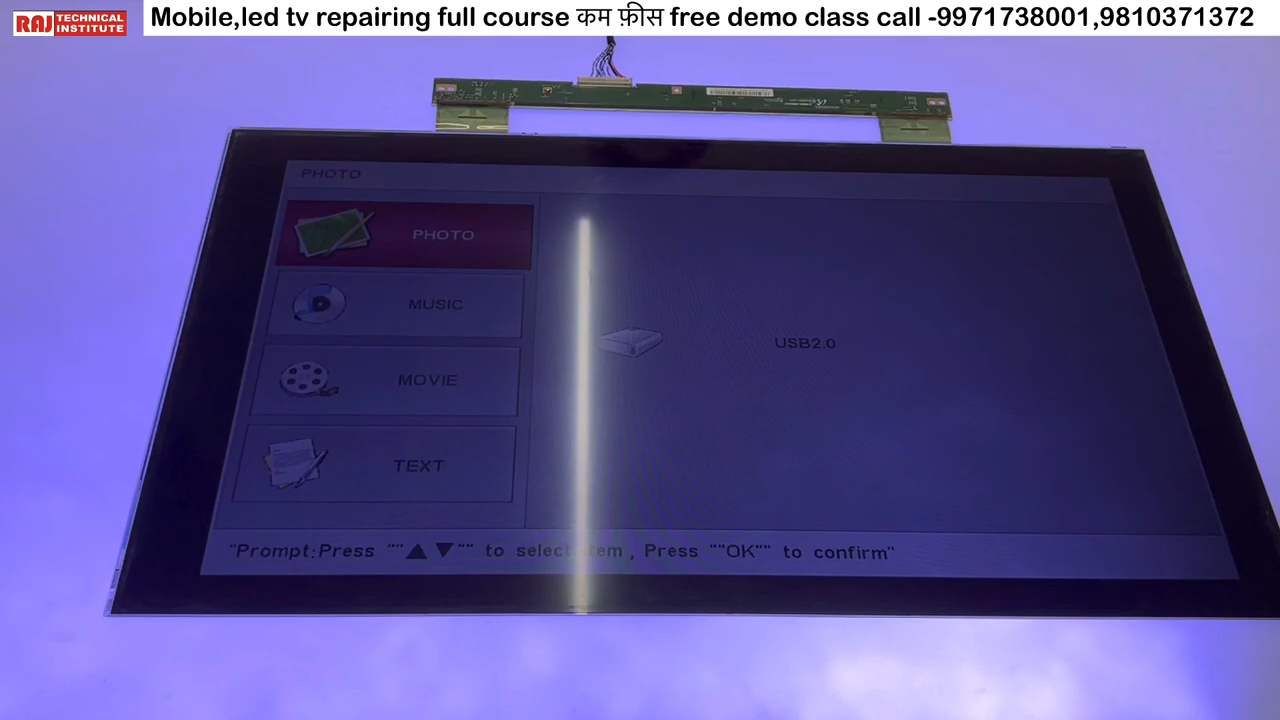 RAJ TECHNICAL INSTITUTE
Mobile,led tv repairing full course कम फ़ीस free demo class call -9971738001,9810371372
PHOTO
PHOTO
MUSIC
USB2.0
MOVIE
TEXT
"Prompt:Press ""▲ ▼"" to select item, Press ""OK"" to confirm"